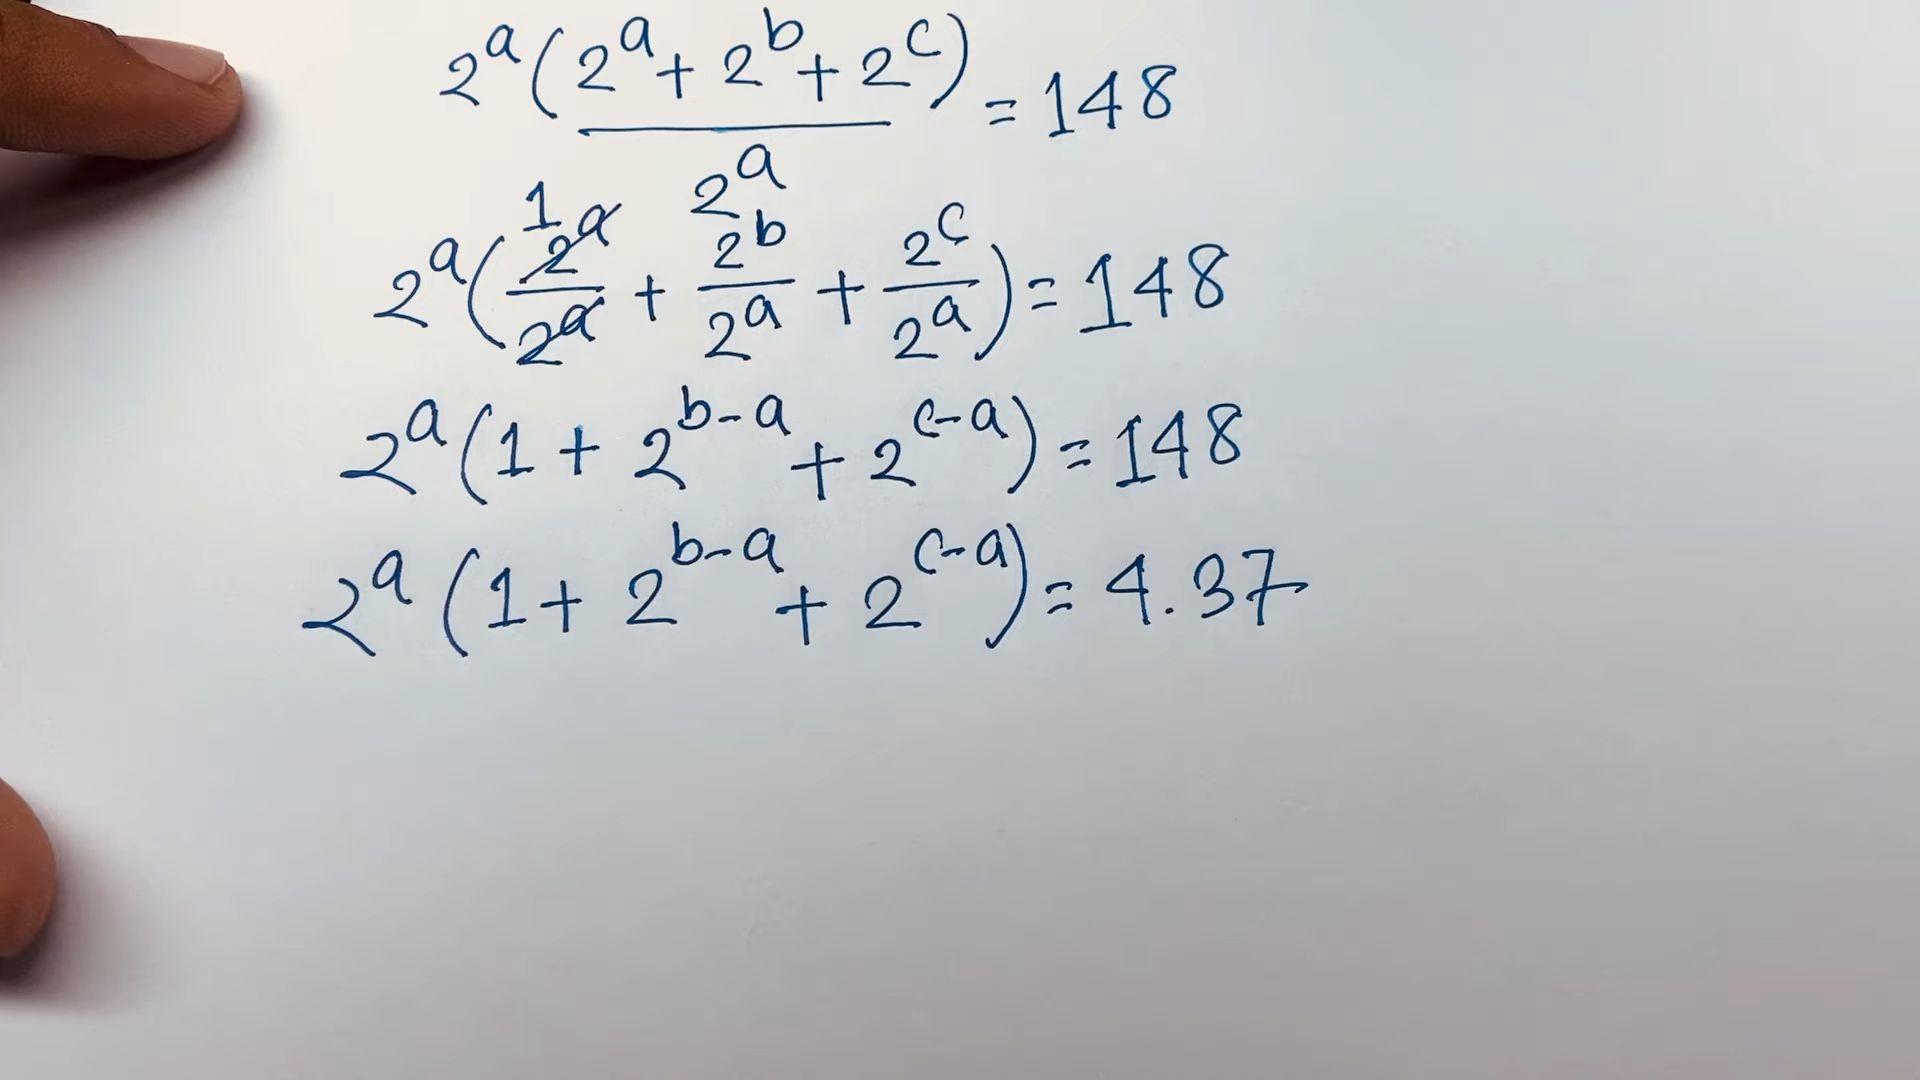 2^a(2^a + 2^b + 2^c) = 148
2^a
2^a(1 2^a/2^a + 2^b/2^a + 2^c/2^a) = 148
2^a(1 + 2^(b-a) + 2^(c-a)) = 148
2^a(1 + 2^(b-a) + 2^(c-a)) = 4.37